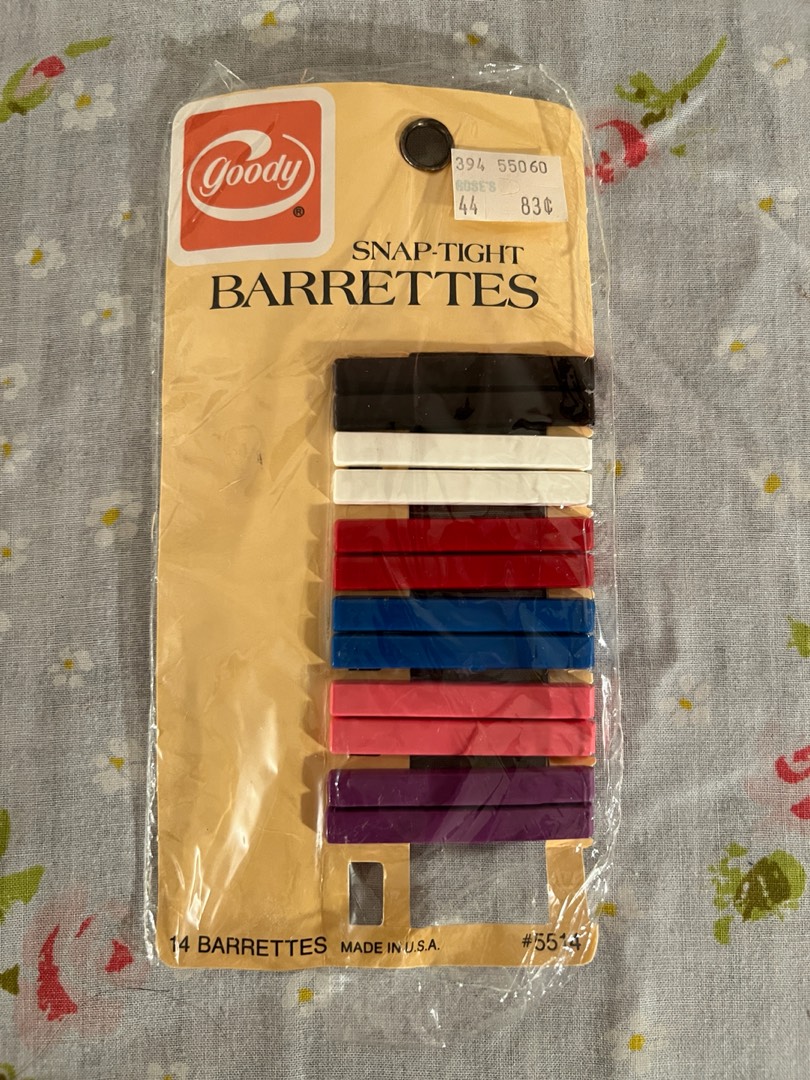 goody
®
394 55060
ROSE'S
44 83¢
SNAP-TIGHT
BARRETTES
14 BARRETTES MADE IN U.S.A. #5514